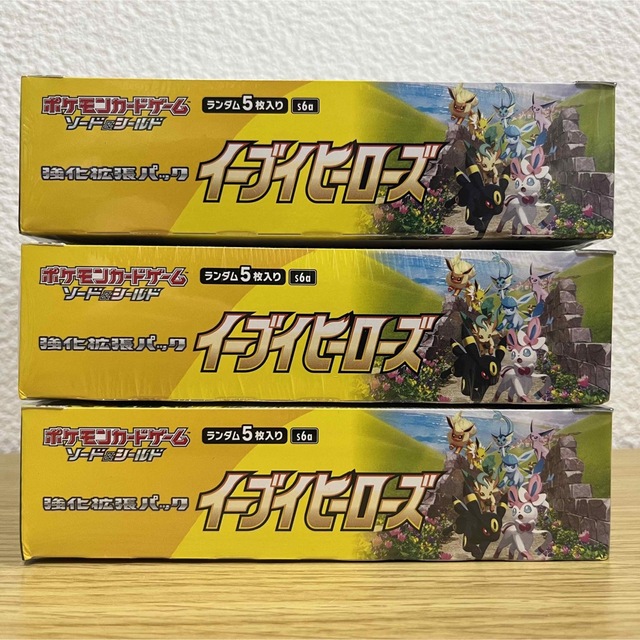 ポケモンカードゲーム
ソード&シールド
ランダム5枚入り s6a
強化拡張パック
イーブイヒーローズ
ポケモンカードゲーム
ソード&シールド
ランダム5枚入り s6a
強化拡張パック
イーブイヒーローズ
ポケモンカードゲーム
ソード&シールド
ランダム5枚入り s6a
強化拡張パック
イーブイヒーローズ